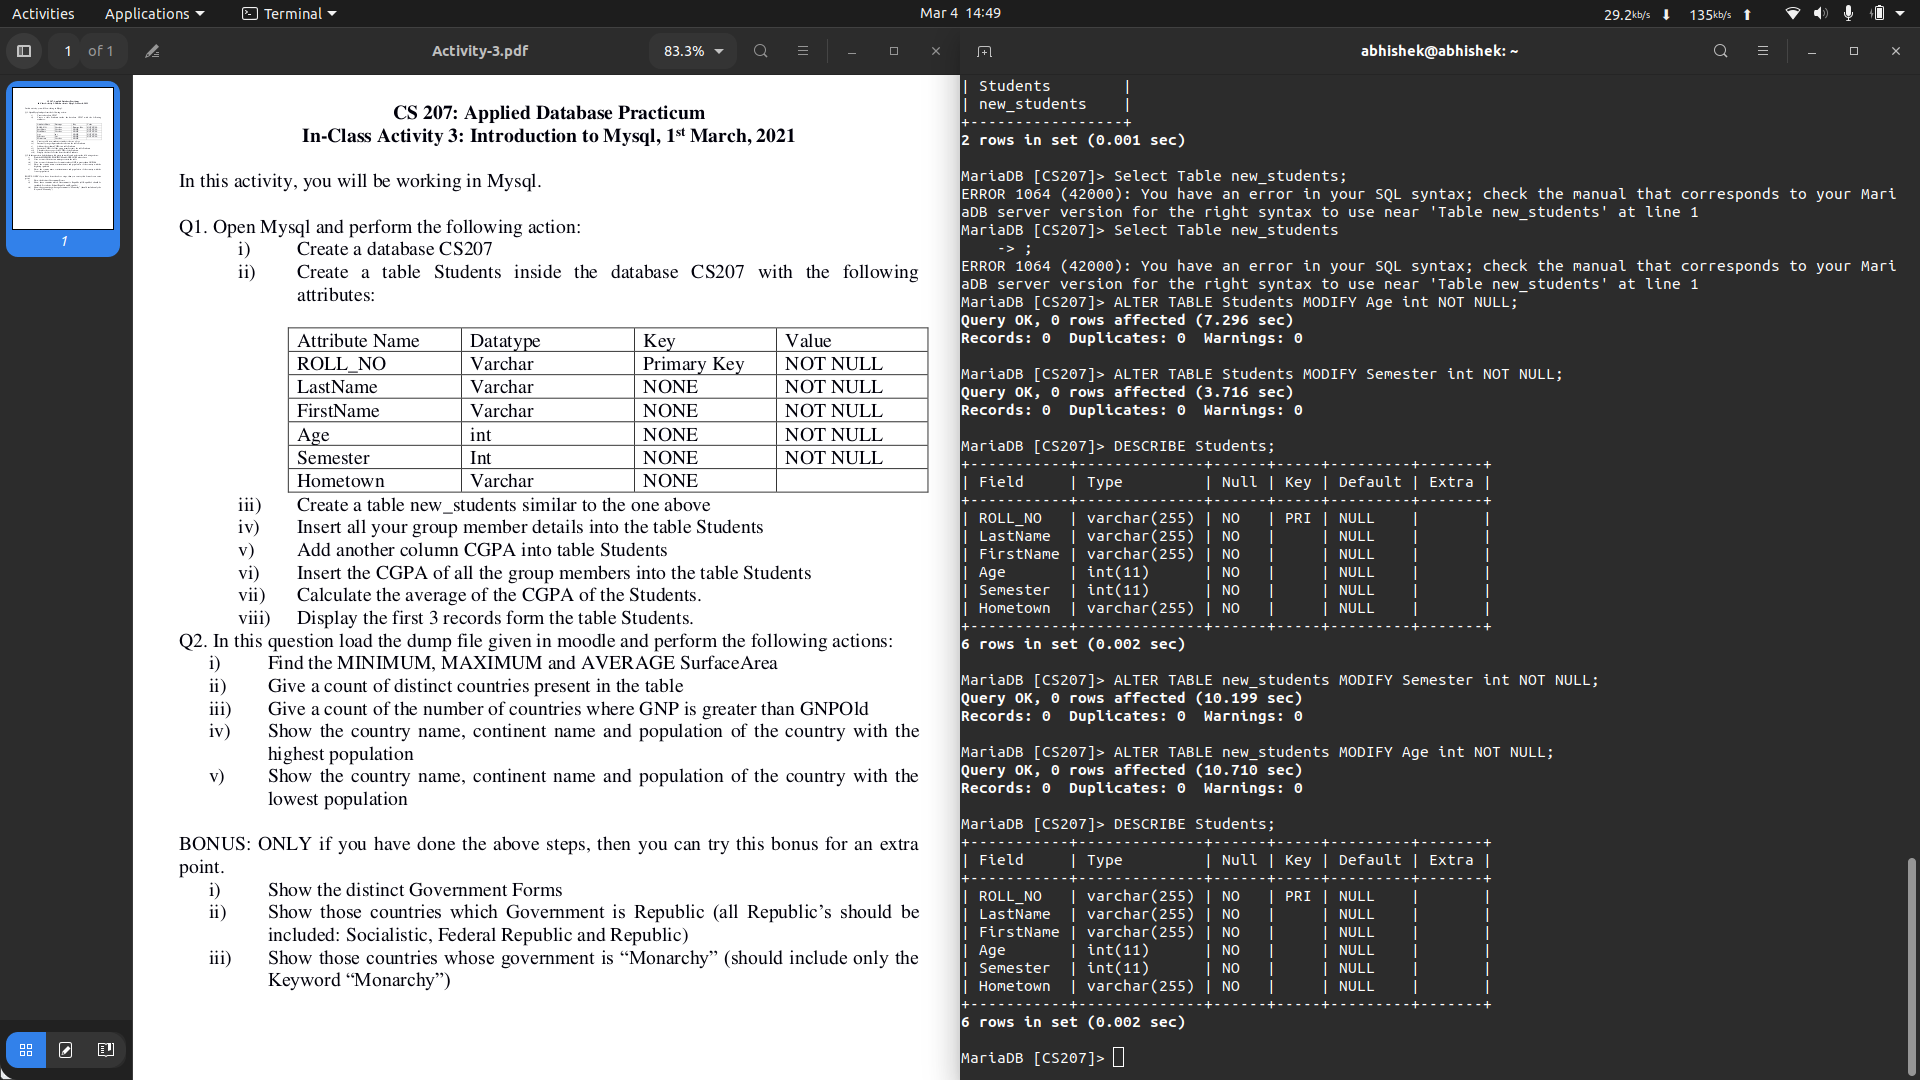 Activities Applications Terminal Mar 4 14:49 29.2kb/s 135kb/s
1 of 1 Activity-3.pdf 83.3%
1
CS 207: Applied Database Practicum
In-Class Activity 3: Introduction to Mysql, 1st March, 2021
In this activity, you will be working in Mysql.
Q1. Open Mysql and perform the following action:
i) Create a database CS207
ii) Create a table Students inside the database CS207 with the following
attributes:
Attribute Name Datatype Key Value
ROLL_NO Varchar Primary Key NOT NULL
LastName Varchar NONE NOT NULL
FirstName Varchar NONE NOT NULL
Age int NONE NOT NULL
Semester Int NONE NOT NULL
Hometown Varchar NONE
iii) Create a table new_students similar to the one above
iv) Insert all your group member details into the table Students
v) Add another column CGPA into table Students
vi) Insert the CGPA of all the group members into the table Students
vii) Calculate the average of the CGPA of the Students.
viii) Display the first 3 records form the table Students.
Q2. In this question load the dump file given in moodle and perform the following actions:
i) Find the MINIMUM, MAXIMUM and AVERAGE SurfaceArea
ii) Give a count of distinct countries present in the table
iii) Give a count of the number of countries where GNP is greater than GNPOld
iv) Show the country name, continent name and population of the country with the
highest population
v) Show the country name, continent name and population of the country with the
lowest population
BONUS: ONLY if you have done the above steps, then you can try this bonus for an extra
point.
i) Show the distinct Government Forms
ii) Show those countries which Government is Republic (all Republic’s should be
included: Socialistic, Federal Republic and Republic)
iii) Show those countries whose government is “Monarchy” (should include only the
Keyword “Monarchy”)
abhishek@abhishek: ~
| Students        |
| new_students    |
+-----------------+
2 rows in set (0.001 sec)
MariaDB [CS207]> Select Table new_students;
ERROR 1064 (42000): You have an error in your SQL syntax; check the manual that corresponds to your Mari
aDB server version for the right syntax to use near 'Table new_students' at line 1
MariaDB [CS207]> Select Table new_students
    -> ;
ERROR 1064 (42000): You have an error in your SQL syntax; check the manual that corresponds to your Mari
aDB server version for the right syntax to use near 'Table new_students' at line 1
MariaDB [CS207]> ALTER TABLE Students MODIFY Age int NOT NULL;
Query OK, 0 rows affected (7.296 sec)
Records: 0  Duplicates: 0  Warnings: 0
MariaDB [CS207]> ALTER TABLE Students MODIFY Semester int NOT NULL;
Query OK, 0 rows affected (3.716 sec)
Records: 0  Duplicates: 0  Warnings: 0
MariaDB [CS207]> DESCRIBE Students;
+-----------+--------------+------+-----+---------+-------+
| Field     | Type         | Null | Key | Default | Extra |
+-----------+--------------+------+-----+---------+-------+
| ROLL_NO   | varchar(255) | NO   | PRI | NULL    |       |
| LastName  | varchar(255) | NO   |     | NULL    |       |
| FirstName | varchar(255) | NO   |     | NULL    |       |
| Age       | int(11)      | NO   |     | NULL    |       |
| Semester  | int(11)      | NO   |     | NULL    |       |
| Hometown  | varchar(255) | NO   |     | NULL    |       |
+-----------+--------------+------+-----+---------+-------+
6 rows in set (0.002 sec)
MariaDB [CS207]> ALTER TABLE new_students MODIFY Semester int NOT NULL;
Query OK, 0 rows affected (10.199 sec)
Records: 0  Duplicates: 0  Warnings: 0
MariaDB [CS207]> ALTER TABLE new_students MODIFY Age int NOT NULL;
Query OK, 0 rows affected (10.710 sec)
Records: 0  Duplicates: 0  Warnings: 0
MariaDB [CS207]> DESCRIBE Students;
+-----------+--------------+------+-----+---------+-------+
| Field     | Type         | Null | Key | Default | Extra |
+-----------+--------------+------+-----+---------+-------+
| ROLL_NO   | varchar(255) | NO   | PRI | NULL    |       |
| LastName  | varchar(255) | NO   |     | NULL    |       |
| FirstName | varchar(255) | NO   |     | NULL    |       |
| Age       | int(11)      | NO   |     | NULL    |       |
| Semester  | int(11)      | NO   |     | NULL    |       |
| Hometown  | varchar(255) | NO   |     | NULL    |       |
+-----------+--------------+------+-----+---------+-------+
6 rows in set (0.002 sec)
MariaDB [CS207]>